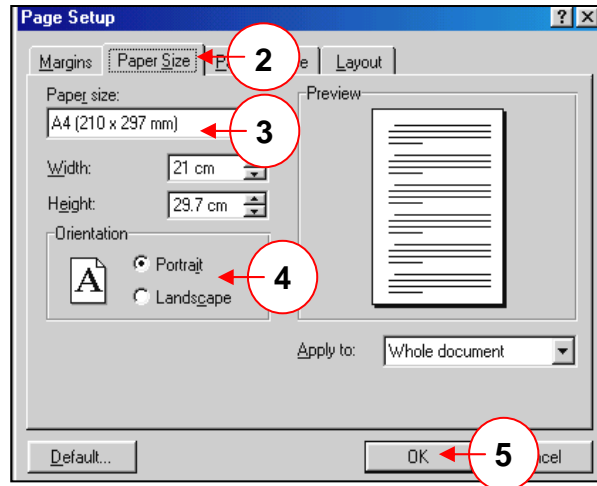 Page Setup
Margins Paper Size 2 Layout
Paper size: Preview
A4 (210 x 297 mm) 3
Width: 21 cm
Height: 29.7 cm
Orientation
A Portrait 4
Landscape
Apply to: Whole document
Default... OK 5